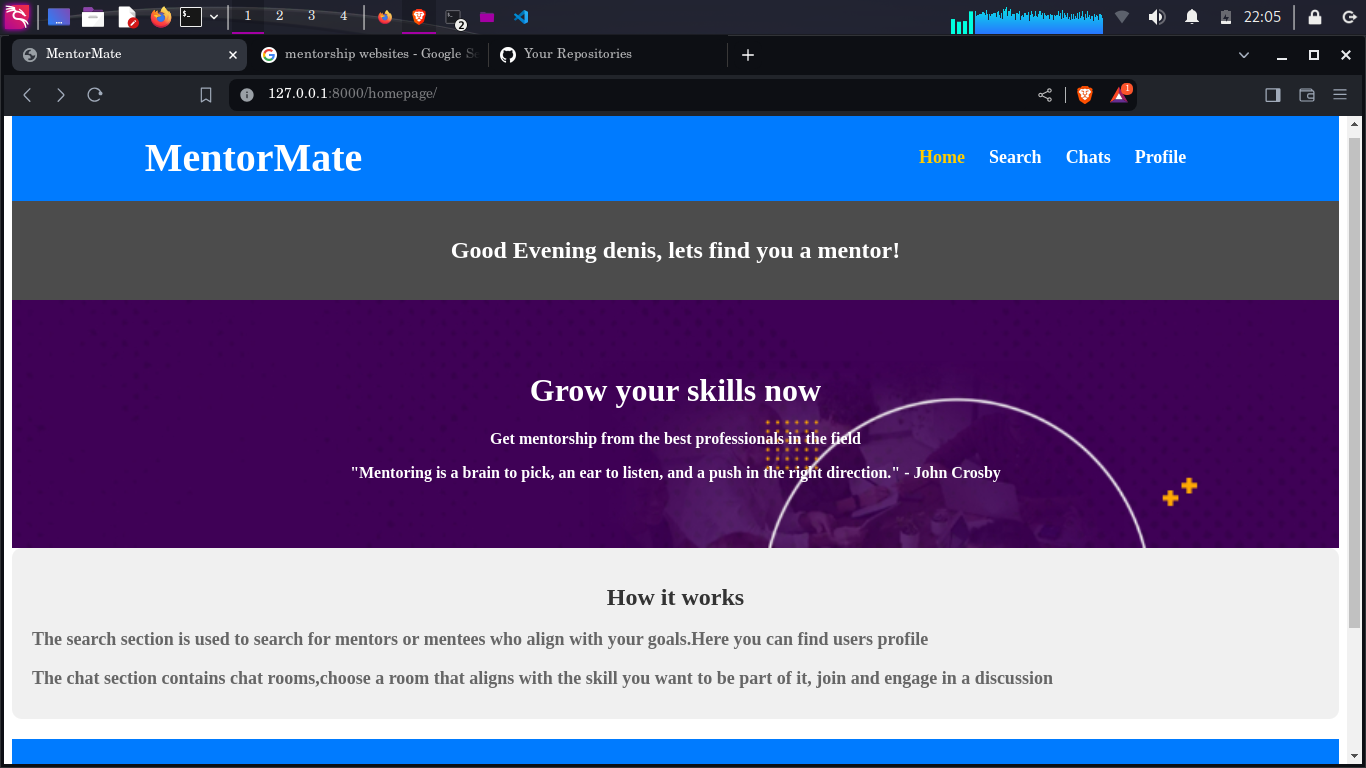 1 2 3 4
2
22:05
MentorMate
mentorship websites - Google Se
Your Repositories
127.0.0.1:8000/homepage/
1
MentorMate
Home Search Chats Profile
Good Evening denis, lets find you a mentor!
Grow your skills now
Get mentorship from the best professionals in the field
"Mentoring is a brain to pick, an ear to listen, and a push in the right direction." - John Crosby
How it works
The search section is used to search for mentors or mentees who align with your goals.Here you can find users profile
The chat section contains chat rooms,choose a room that aligns with the skill you want to be part of it, join and engage in a discussion